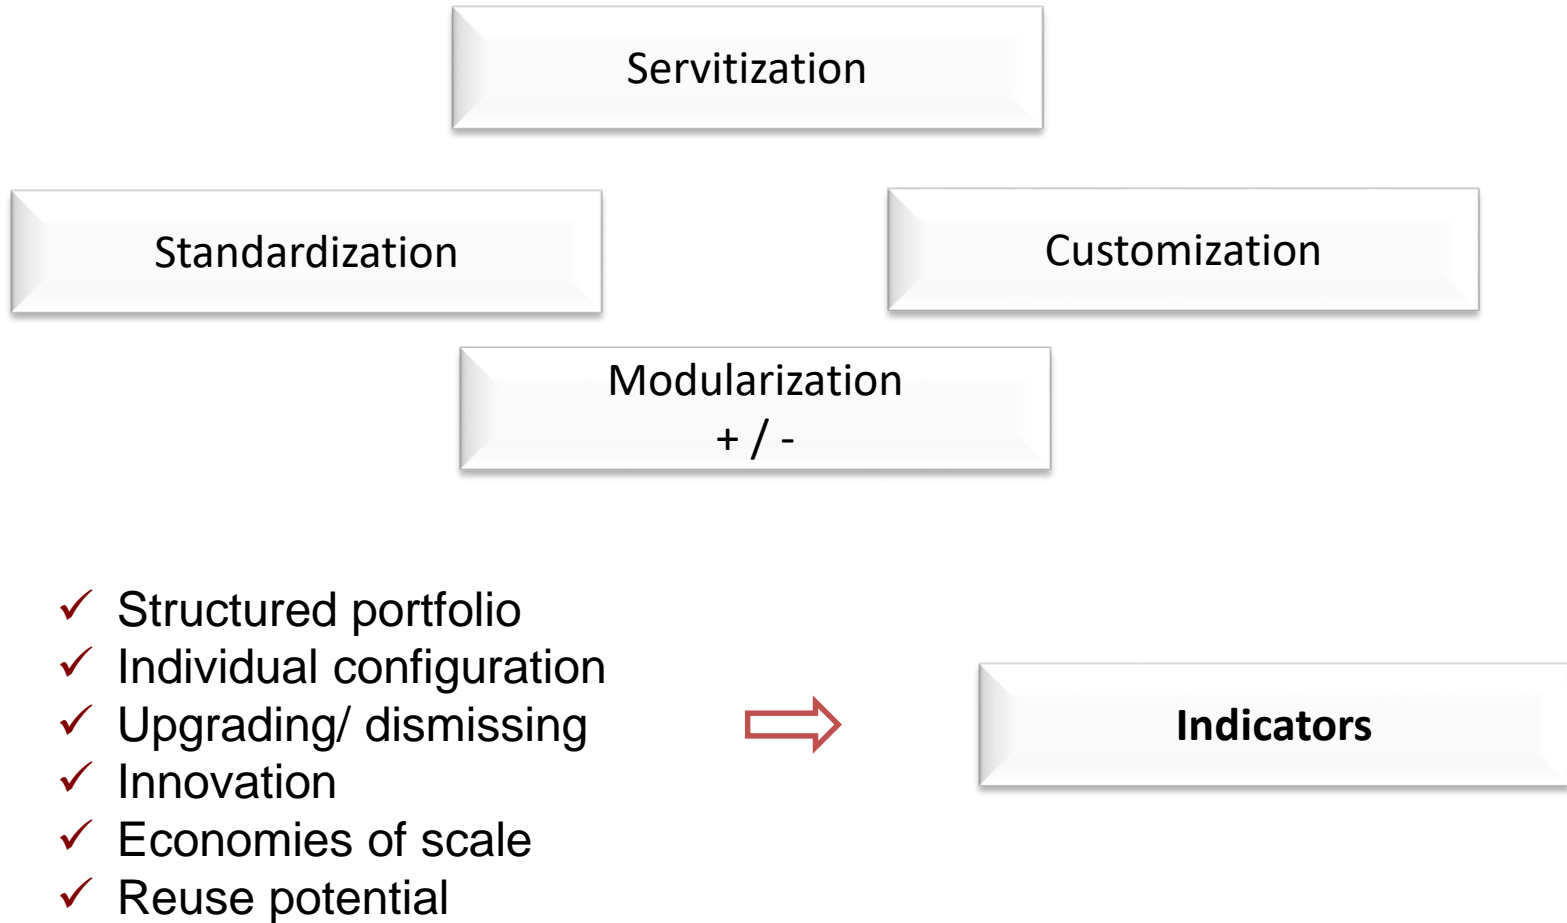 Servitization
Standardization
Customization
Modularization
+ / -
Structured portfolio
Individual configuration
Upgrading/ dismissing
Innovation
Economies of scale
Reuse potential
Indicators